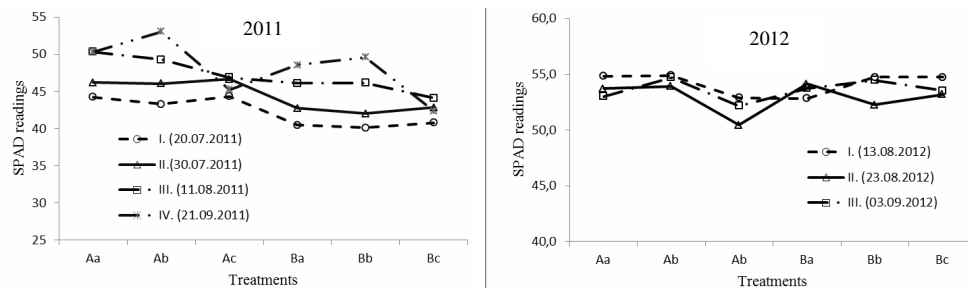 2011
SPAD readings
55
50
45
40
35
30
25
I. (20.07.2011)
II.(30.07.2011)
III. (11.08.2011)
IV. (21.09.2011)
Aa Ab Ac Ba Bb Bc
Treatments
2012
SPAD readings
60,0
55,0
50,0
45,0
40,0
I. (13.08.2012)
II. (23.08.2012)
III. (03.09.2012)
Aa Ab Ab Ba Bb Bc
Treatments